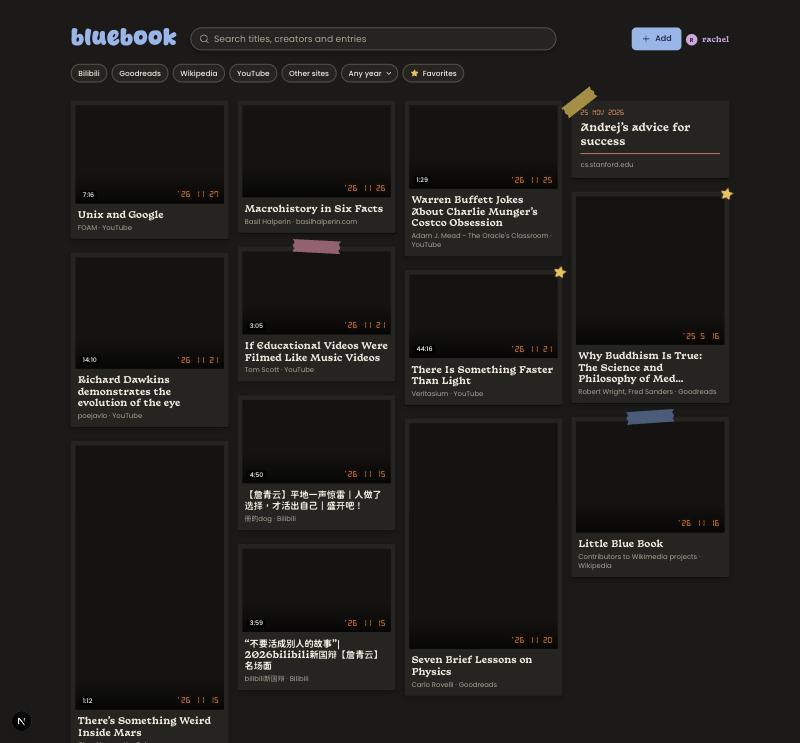 bluebook
Search titles, creators and entries
+ Add
R rachel
Bilibili
Goodreads
Wikipedia
YouTube
Other sites
Any year
Favorites
7:16
'26 11 27
Unix and Google
FOAM · YouTube
14:10
'26 11 21
Richard Dawkins
demonstrates the
evolution of the eye
poejavlo · YouTube
1:12
'26 11 15
There's Something Weird
Inside Mars
'26 11 26
Macrohistory in Six Facts
Basil Halperin · basilhalperin.com
3:05
'26 11 21
If Educational Videos Were
Filmed Like Music Videos
Tom Scott · YouTube
4:50
'26 11 15
【詹青云】平地一声惊雷｜人做了
选择，才活出自己｜盛开吧！
册的dog · Bilibili
3:59
'26 11 15
“不要活成别人的故事”|
2026bilibili新国辩【詹青云】
名场面
bilibili新国辩 · Bilibili
1:29
'26 11 25
Warren Buffett Jokes
About Charlie Munger's
Costco Obsession
Adam J. Mead - The Oracle's Classroom ·
YouTube
44:16
'26 11 21
There Is Something Faster
Than Light
Veritasium · YouTube
'26 11 20
Seven Brief Lessons on
Physics
Carlo Rovelli · Goodreads
25 NOV 2026
Andrej's advice for
success
cs.stanford.edu
'25 5 16
Why Buddhism Is True:
The Science and
Philosophy of Med...
Robert Wright, Fred Sanders · Goodreads
'26 11 16
Little Blue Book
Contributors to Wikimedia projects ·
Wikipedia
N